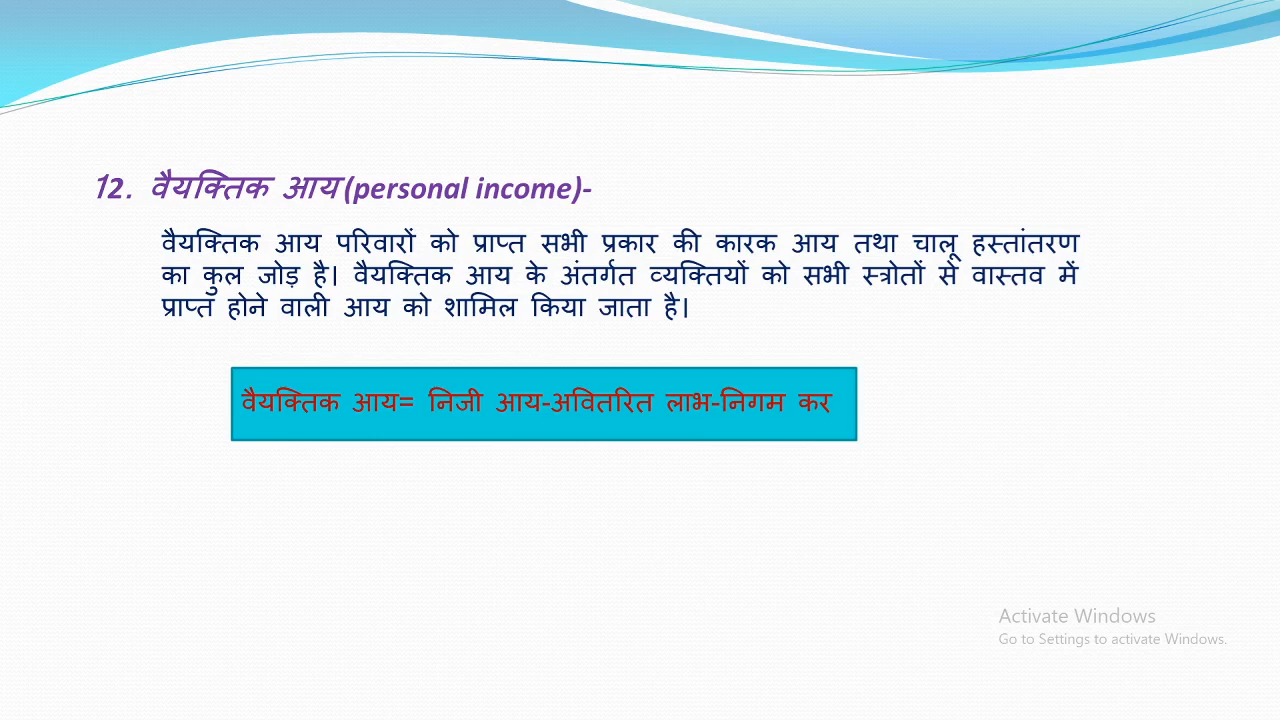 12. वैयक्तिक आय(personal income)-
वैयक्तिक आय परिवारों को प्राप्त सभी प्रकार की कारक आय तथा चालू हस्तांतरण
का कुल जोड़ है। वैयक्तिक आय के अंतर्गत व्यक्तियों को सभी स्त्रोतों से वास्तव में
प्राप्त होने वाली आय को शामिल किया जाता है।
वैयक्तिक आय= निजी आय-अवितरित लाभ-निगम कर
Activate Windows
Go to Settings to activate Windows.